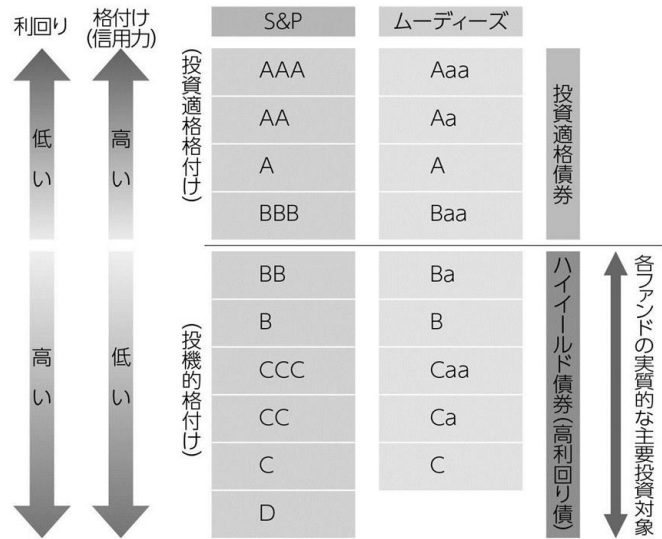 利回り
格付け
(信用力)
S&P
ムーディーズ
低い
高い
(投資適格格付け)
AAA
Aaa
AA
Aa
A
A
BBB
Baa
投資適格債券
高い
低い
(投機的格付け)
BB
Ba
B
B
CCC
Caa
CC
Ca
C
C
D
ハイイールド債券(高利回り債)
各ファンドの実質的な主要投資対象